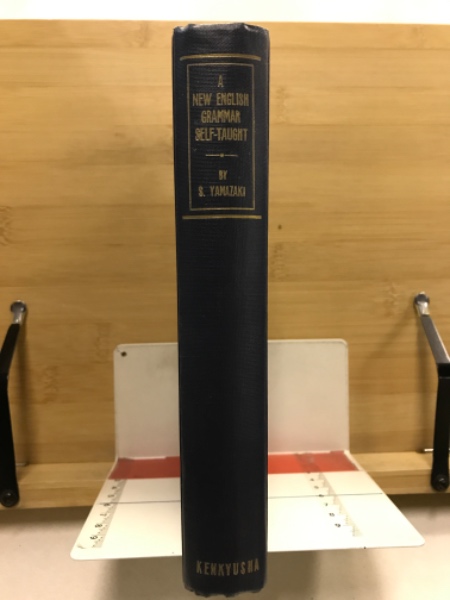 A
NEW ENGLISH
GRAMMAR
SELF-TAUGHT
BY
S. YAMAZAKI
KENKYUSHA